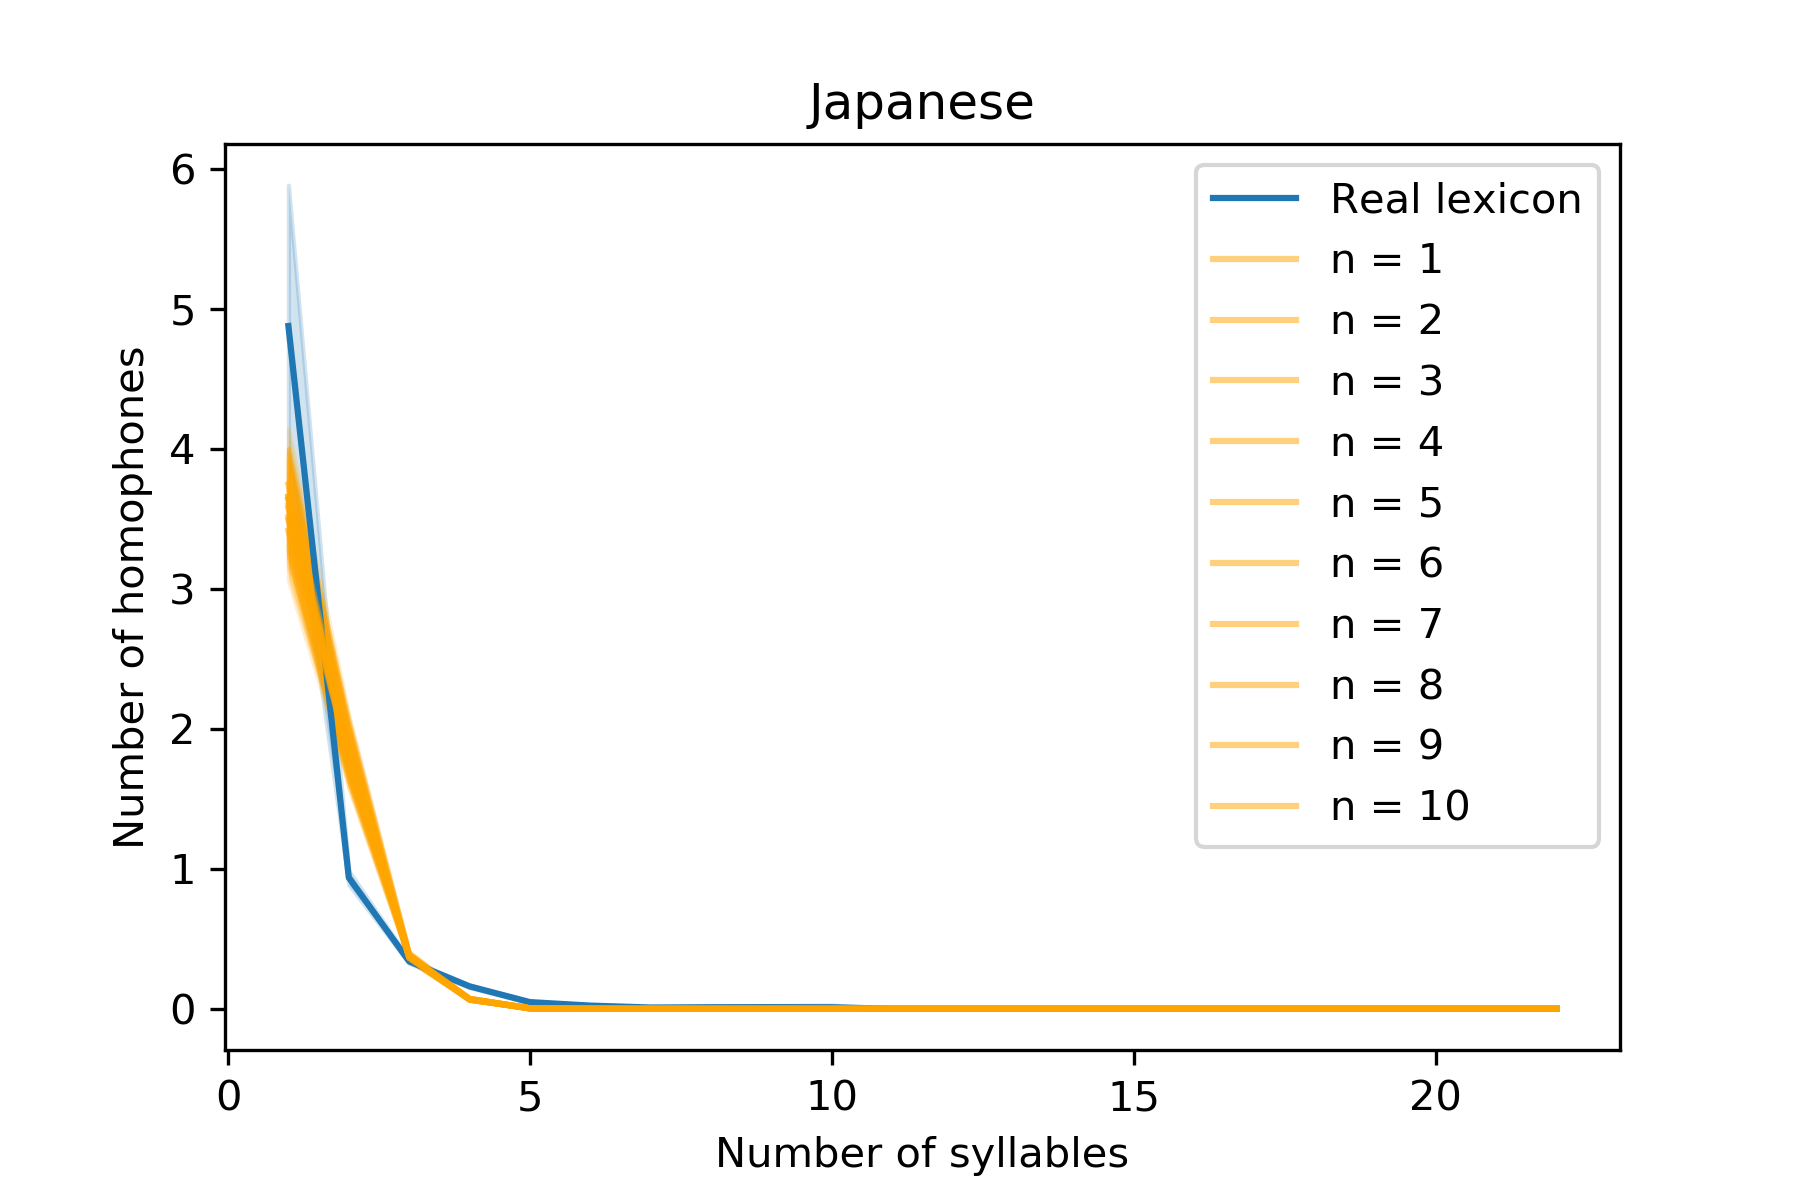 Japanese
6
5
4
3
2
1
0
Number of homophones
Real lexicon
n = 1
n = 2
n = 3
n = 4
n = 5
n = 6
n = 7
n = 8
n = 9
n = 10
0 5 10 15 20
Number of syllables